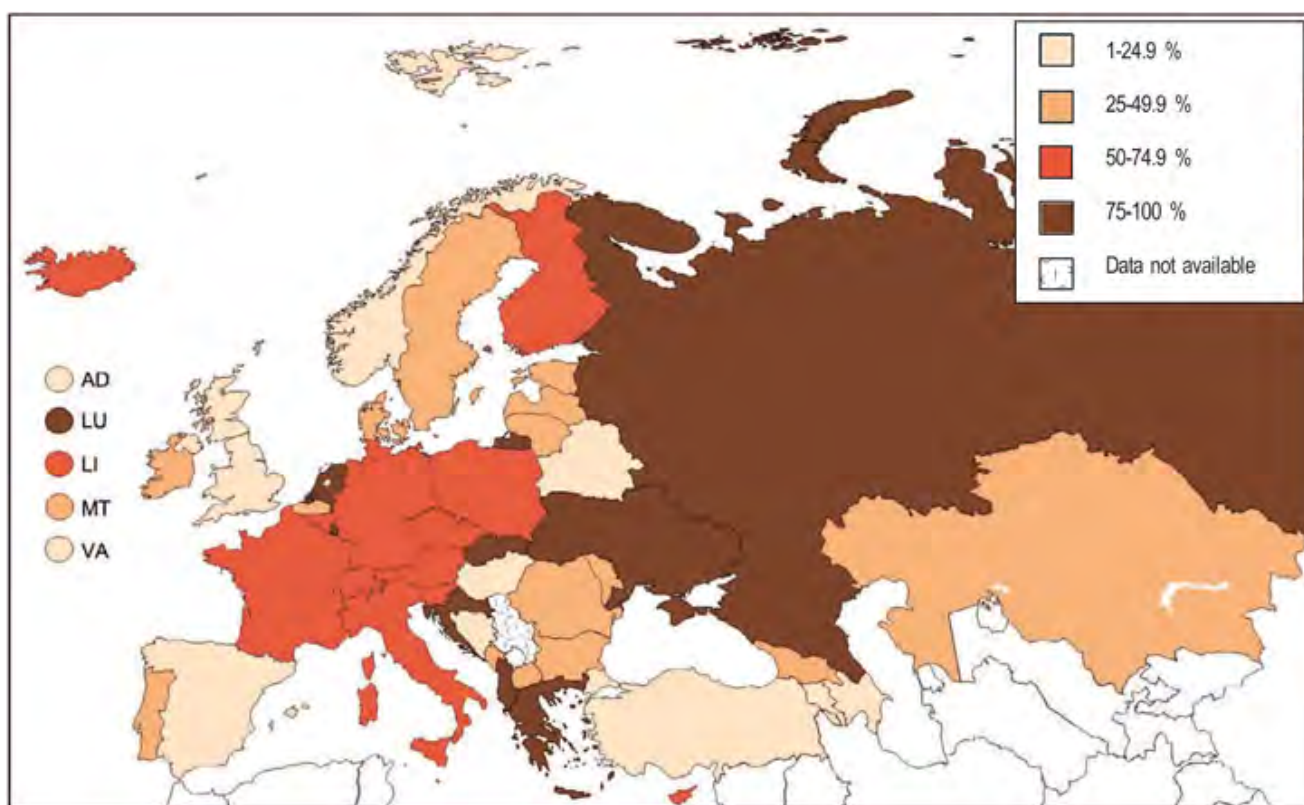 1-24.9 %
25-49.9 %
50-74.9 %
75-100 %
Data not available
AD
LU
LI
MT
VA